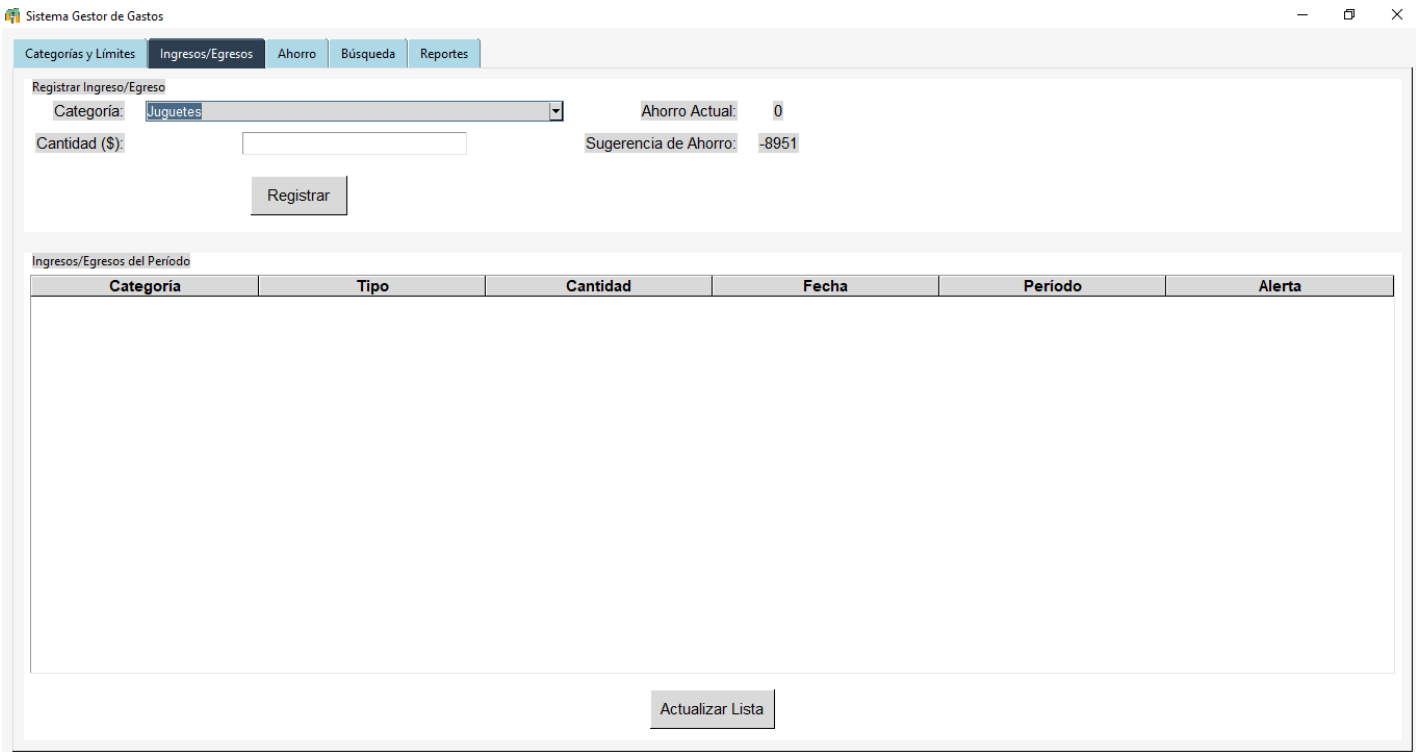 Sistema Gestor de Gastos
Categorías y Límites Ingresos/Egresos Ahorro Búsqueda Reportes
Registrar Ingreso/Egreso
Categoría: Juguetes Ahorro Actual: 0
Cantidad ($): Sugerencia de Ahorro: -8951
Registrar
Ingresos/Egresos del Período
Categoría Tipo Cantidad Fecha Período Alerta
Actualizar Lista